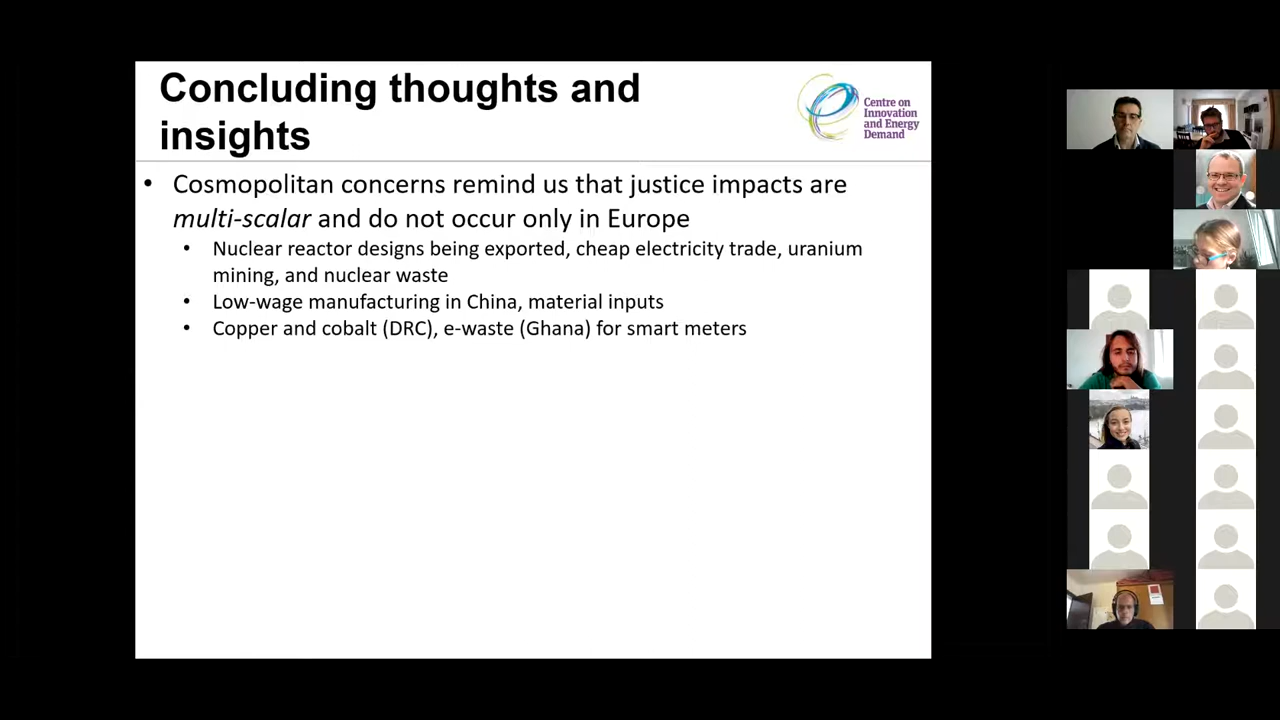 Concluding thoughts and
insights
Centre on
Innovation
and Energy
Demand
• Cosmopolitan concerns remind us that justice impacts are
multi-scalar and do not occur only in Europe
• Nuclear reactor designs being exported, cheap electricity trade, uranium
mining, and nuclear waste
• Low-wage manufacturing in China, material inputs
• Copper and cobalt (DRC), e-waste (Ghana) for smart meters